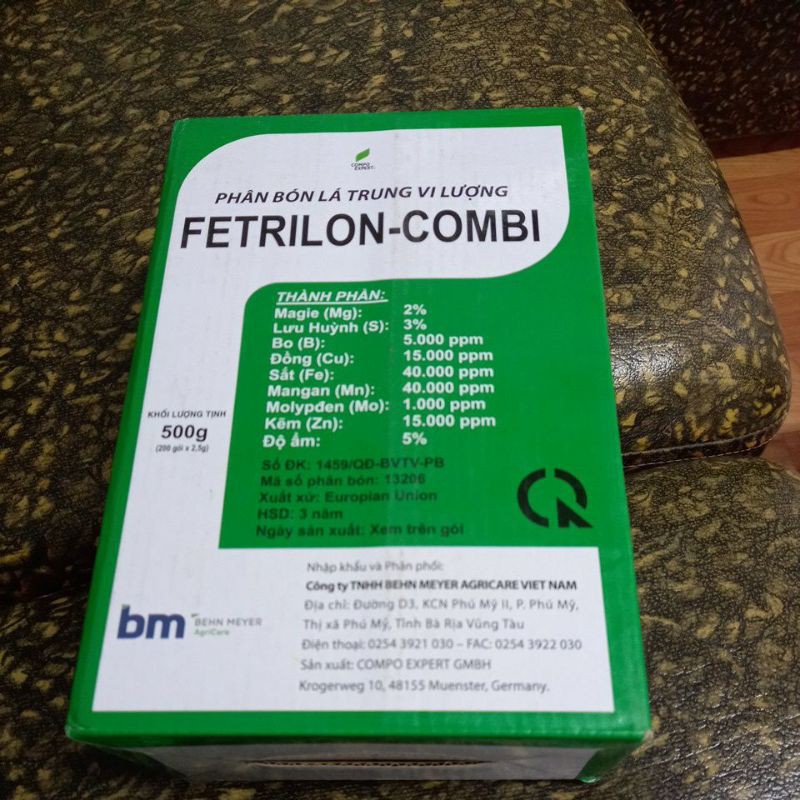 COMPO
EXPERT
PHÂN BÓN LÁ TRUNG VI LƯỢNG
FETRILON-COMBI
THÀNH PHẦN:
Magie (Mg): 2%
Lưu Huỳnh (S): 3%
Bo (B): 5.000 ppm
Đồng (Cu): 15.000 ppm
Sắt (Fe): 40.000 ppm
Mangan (Mn): 40.000 ppm
Molypđen (Mo): 1.000 ppm
Kẽm (Zn): 15.000 ppm
Độ ẩm: 5%
KHỐI LƯỢNG TỊNH
500g
(200 gói x 2,5g)
Số ĐK: 1459/QĐ-BVTV-PB
Mã số phân bón: 13206
Xuất xứ: Europian Union
HSD: 3 năm
Ngày sản xuất: Xem trên gói
CR
Nhập khẩu và Phân phối:
Công ty TNHH BEHN MEYER AGRICARE VIET NAM
Địa chỉ: Đường D3, KCN Phú Mỹ II, P. Phú Mỹ,
Thị xã Phú Mỹ, Tỉnh Bà Rịa Vũng Tàu
Điện thoại: 0254 3921 030 – FAC: 0254 3922 030
Sản xuất: COMPO EXPERT GMBH
Krogerweg 10, 48155 Muenster, Germany.
bm BEHN MEYER
AgriCare